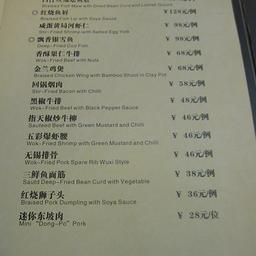 Braised Fish Maw with Dried Bean Curd and Lotest Sauce
红烧鱼唇 ¥128元/例
Braised Fish Lip with Soya Sauce
咸蛋黄焗河虾仁 ¥ 98元/例
Stir-Fried Shrimp with Salted Egg Yolk
飘香银雪鱼 ¥ 98元/例
Deep-Fried Cod Fish
香酥果仁牛排 ¥ 68元/例
Wok-Fried Beef with Nuts
金兰鸡煲 ¥ 68元/例
Braised Chicken Wing with Bamboo Shoot in Clay Pot
回锅烟肉 ¥ 58元/例
Stir-Fried Bacon with Chilli
黑椒牛排 ¥ 48元/例
Wok-Fried Beef with Black Pepper Sauce
指天椒炒牛柳 ¥ 46元/例
Sauteed Beef with Green Mustard and Chilli
五彩爆虾腰 ¥ 46元/例
Wok-Fried Shrimp with Green Mustard and Chilli
无锡排骨 ¥ 46元/例
Wok-Fried Pork Spare Rib Wuxi Style
三鲜鱼面筋 ¥ 38元/例
Sautd Deep-Fried Bean Curd with Vegetable
红烧狮子头 ¥ 36元/例
Braised Pork Dumpling with Soya Sauce
迷你东坡肉 ¥ 28元/位
Mini "Dong-Po" Pork